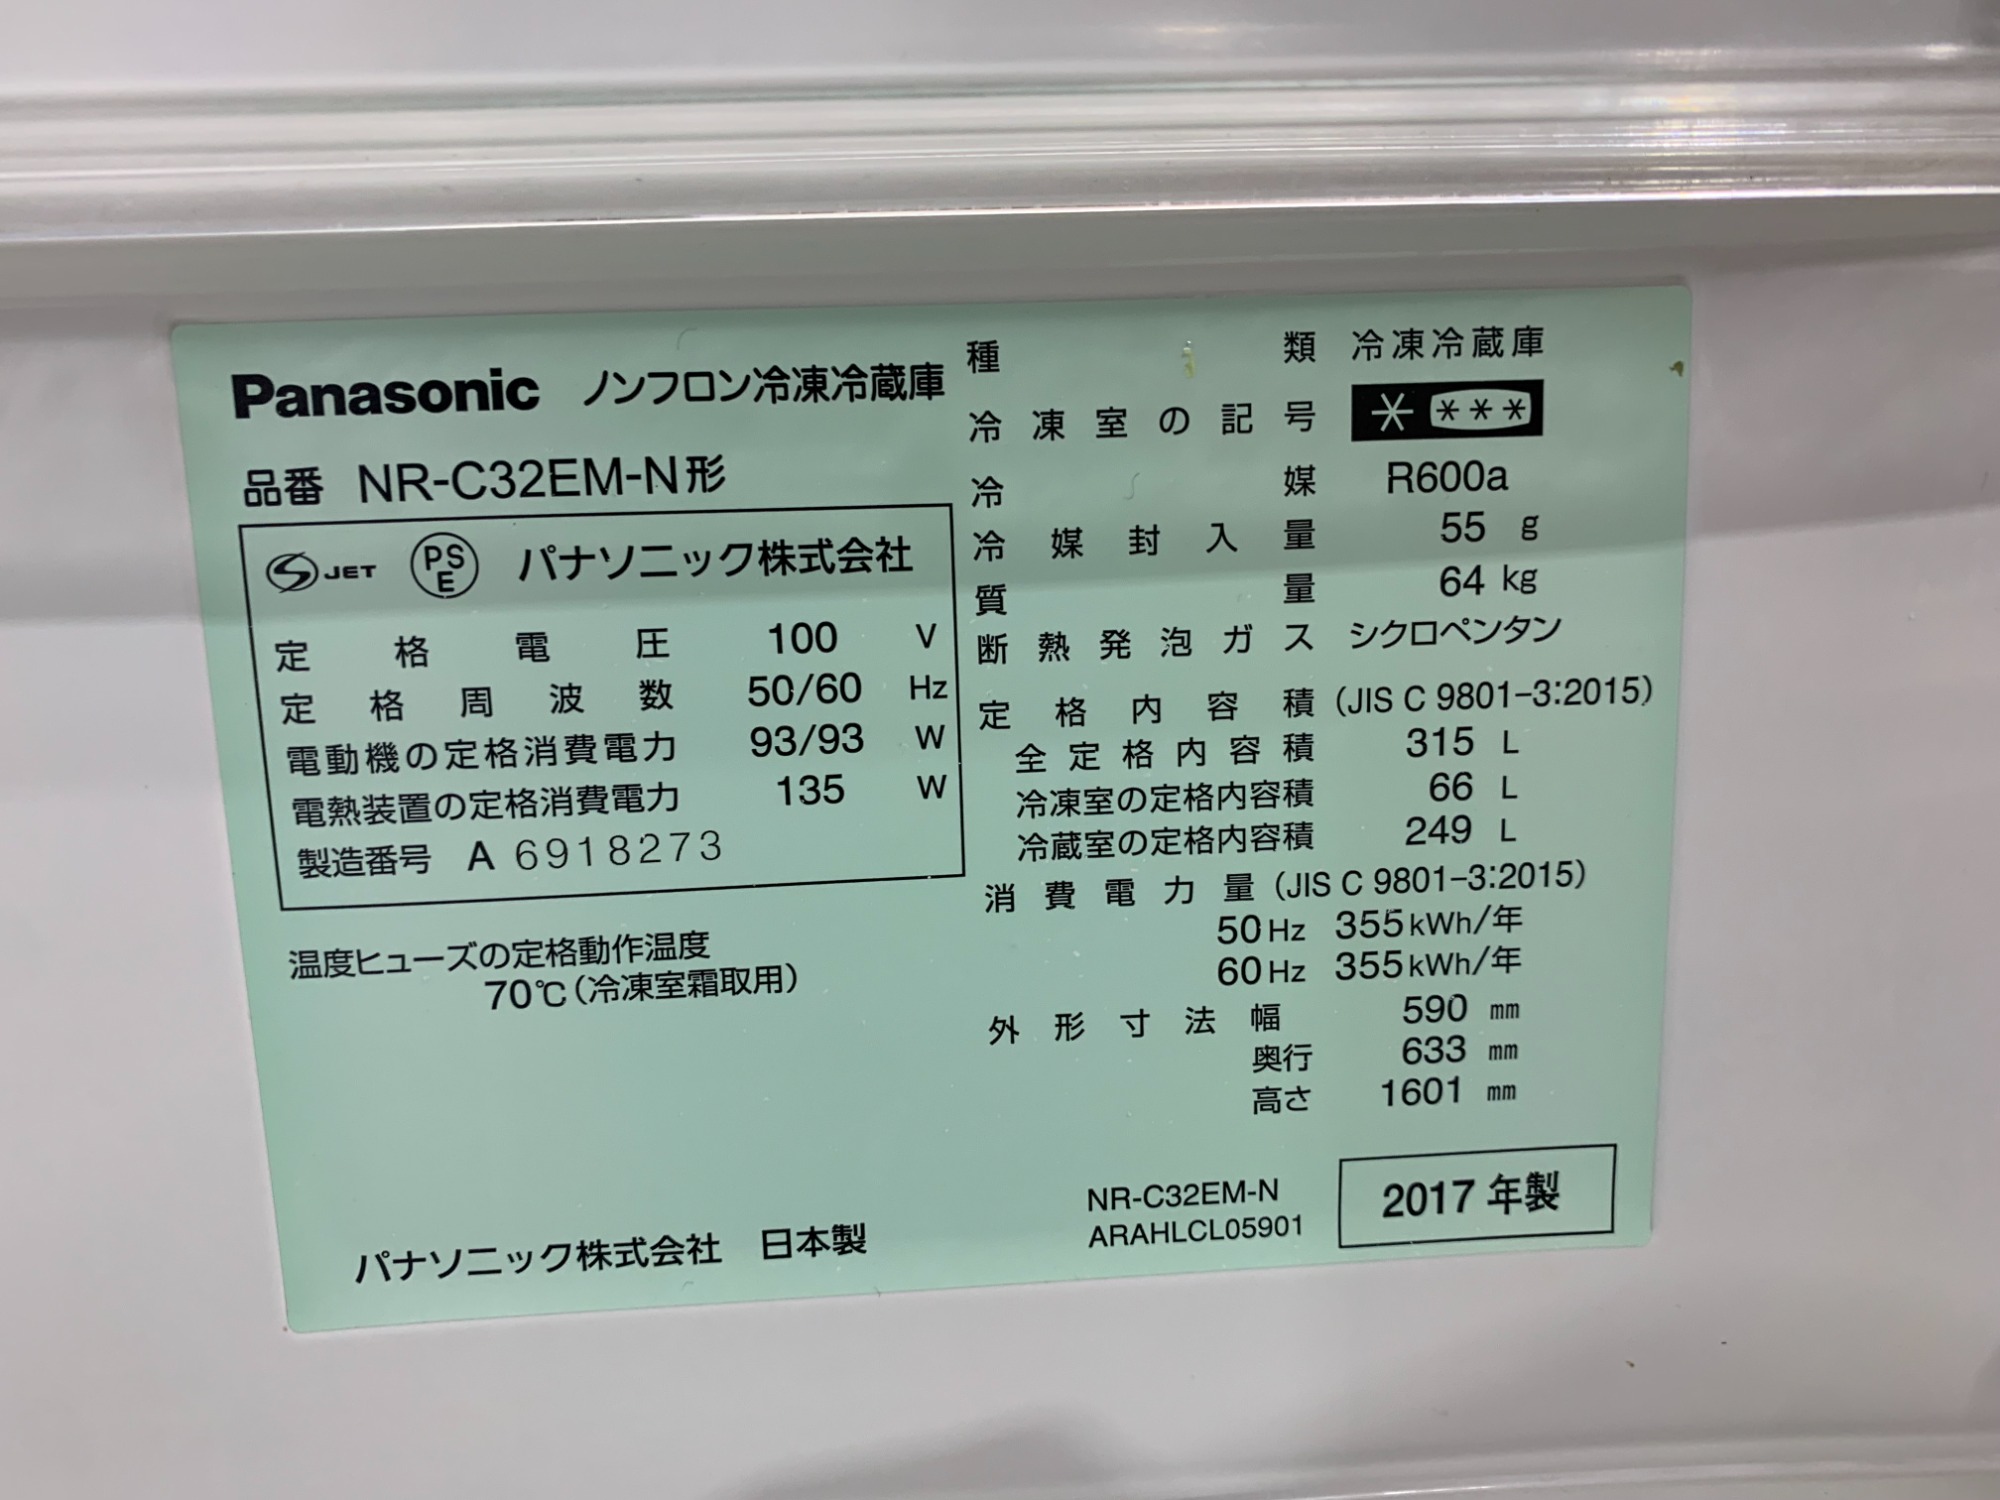 Panasonic ノンフロン冷凍冷蔵庫
品番 NR-C32EM-N形
S JET PSE パナソニック株式会社
定格電圧 100 V
定格周波数 50/60 Hz
電動機の定格消費電力 93/93 W
電熱装置の定格消費電力 135 W
製造番号 A 6918273
温度ヒューズの定格動作温度
70℃(冷凍室霜取用)
パナソニック株式会社 日本製
種類 冷凍冷蔵庫
冷凍室の記号 * ***
冷媒 R600a
冷媒封入量 55 g
質量 64 kg
断熱発泡ガス シクロペンタン
定格内容積 (JIS C 9801-3:2015)
全定格内容積 315 L
冷凍室の定格内容積 66 L
冷蔵室の定格内容積 249 L
消費電力量 (JIS C 9801-3:2015)
50Hz 355kWh/年
60Hz 355kWh/年
外形寸法幅 590 mm
奥行 633 mm
高さ 1601 mm
NR-C32EM-N
ARAHLCL05901
2017年製